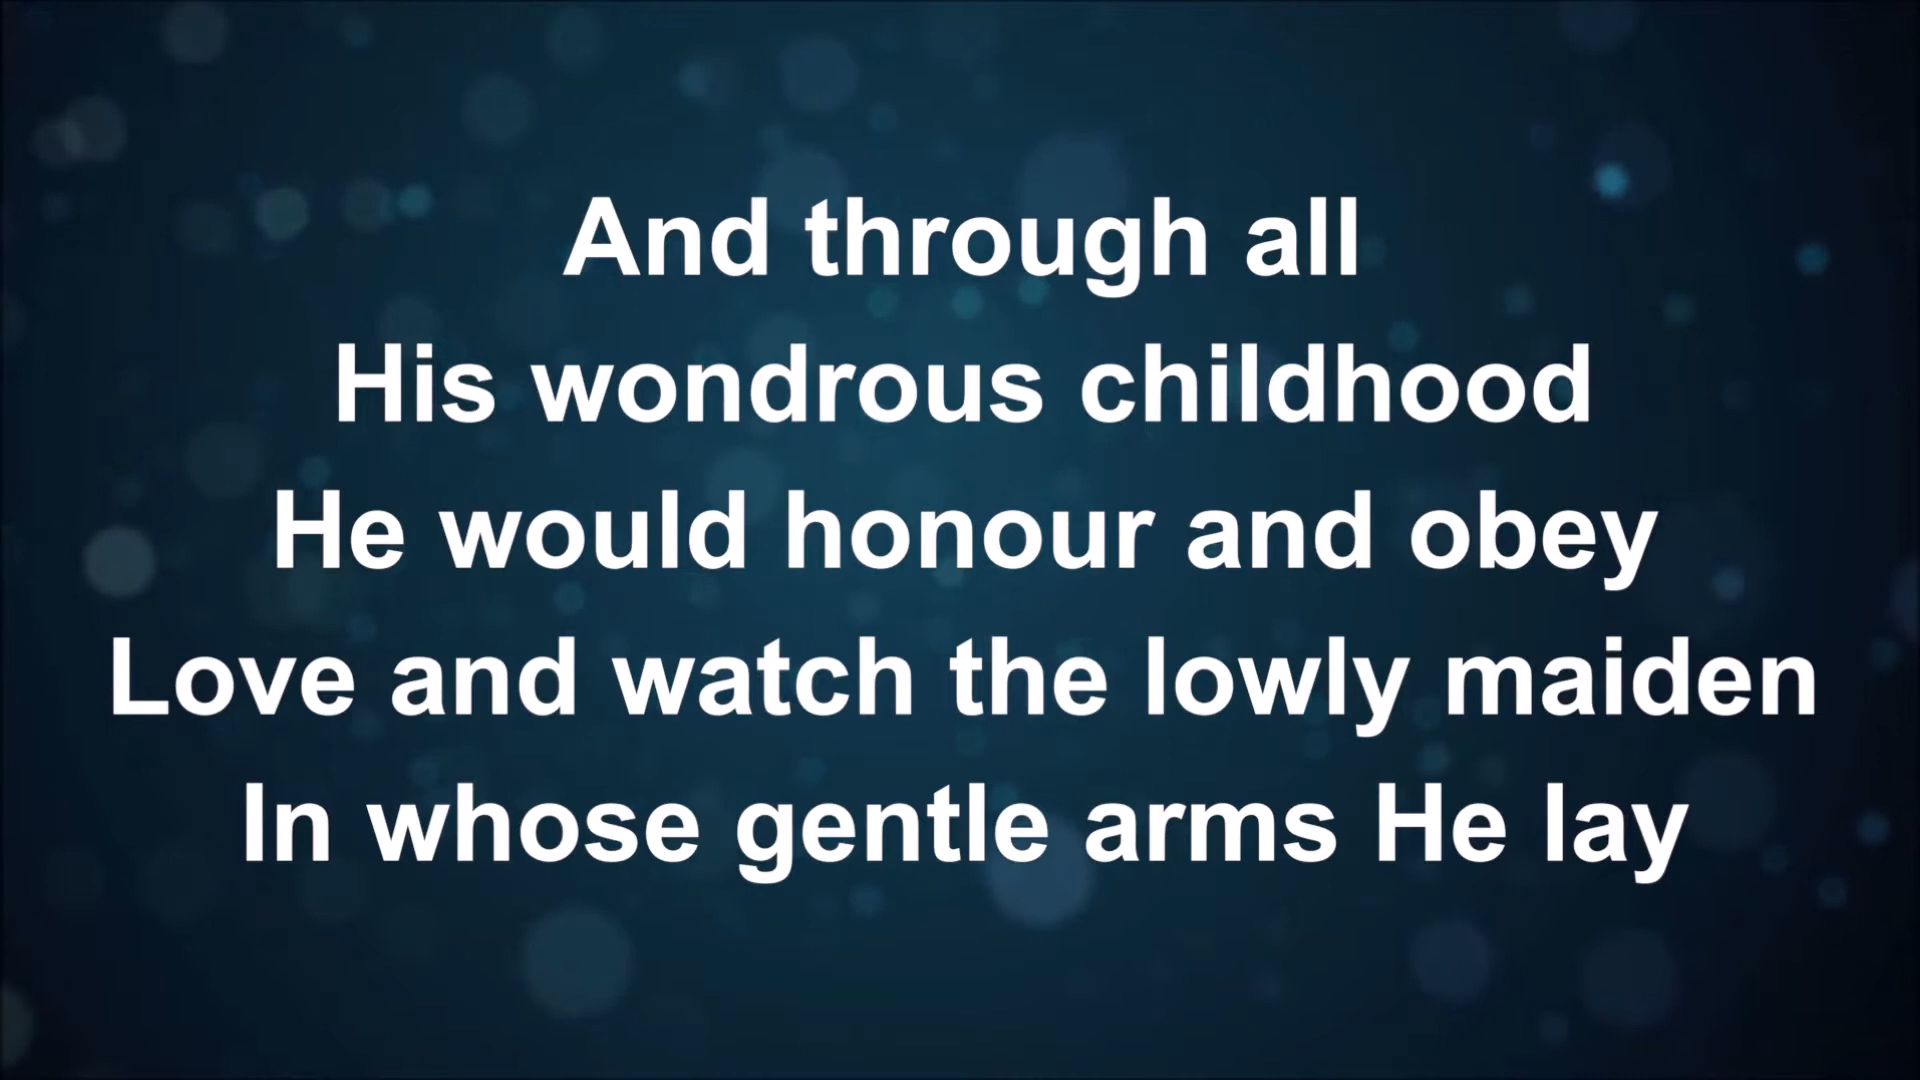 And through all
His wondrous childhood
He would honour and obey
Love and watch the lowly maiden
In whose gentle arms He lay